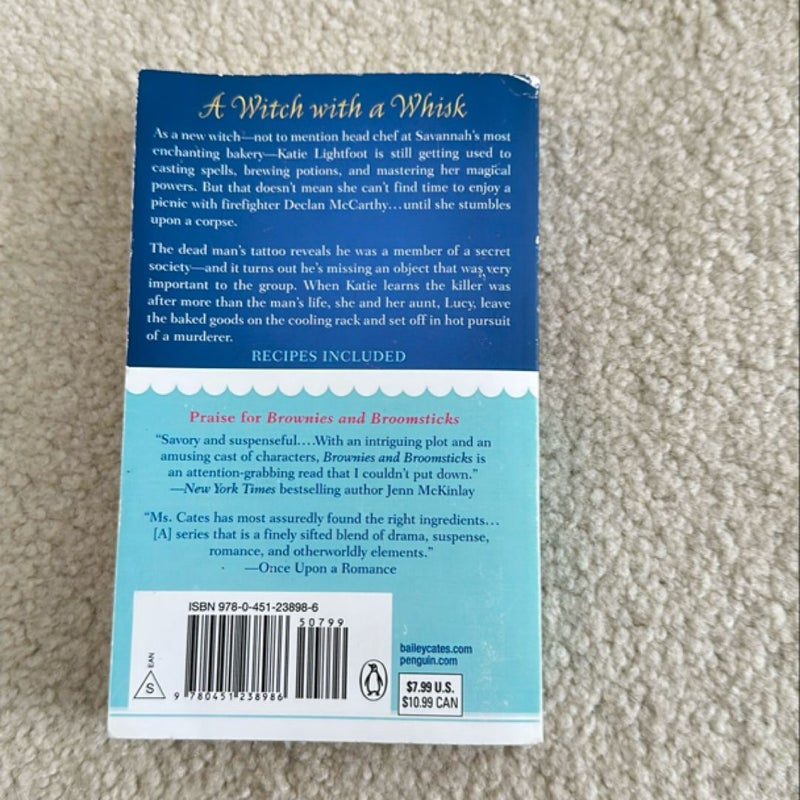 A Witch with a Whisk
As a new witch—not to mention head chef at Savannah's most
enchanting bakery—Katie Lightfoot is still getting used to
casting spells, brewing potions, and mastering her magical
powers. But that doesn't mean she can't find time to enjoy a
picnic with firefighter Declan McCarthy...until she stumbles
upon a corpse.
The dead man's tattoo reveals he was a member of a secret
society—and it turns out he's missing an object that was very
important to the group. When Katie learns the killer was
after more than the man's life, she and her aunt, Lucy, leave
the baked goods on the cooling rack and set off in hot pursuit
of a murderer.
RECIPES INCLUDED
Praise for Brownies and Broomsticks
"Savory and suspenseful....With an intriguing plot and an
amusing cast of characters, Brownies and Broomsticks is
an attention-grabbing read that I couldn't put down."
—New York Times bestselling author Jenn McKinlay
"Ms. Cates has most assuredly found the right ingredients...
[A] series that is a finely sifted blend of drama, suspense,
romance, and otherworldly elements."
—Once Upon a Romance
ISBN 978-0-451-23898-6
50799
EAN
S
9 780451 238986
baileycates.com
penguin.com
$7.99 U.S.
$10.99 CAN